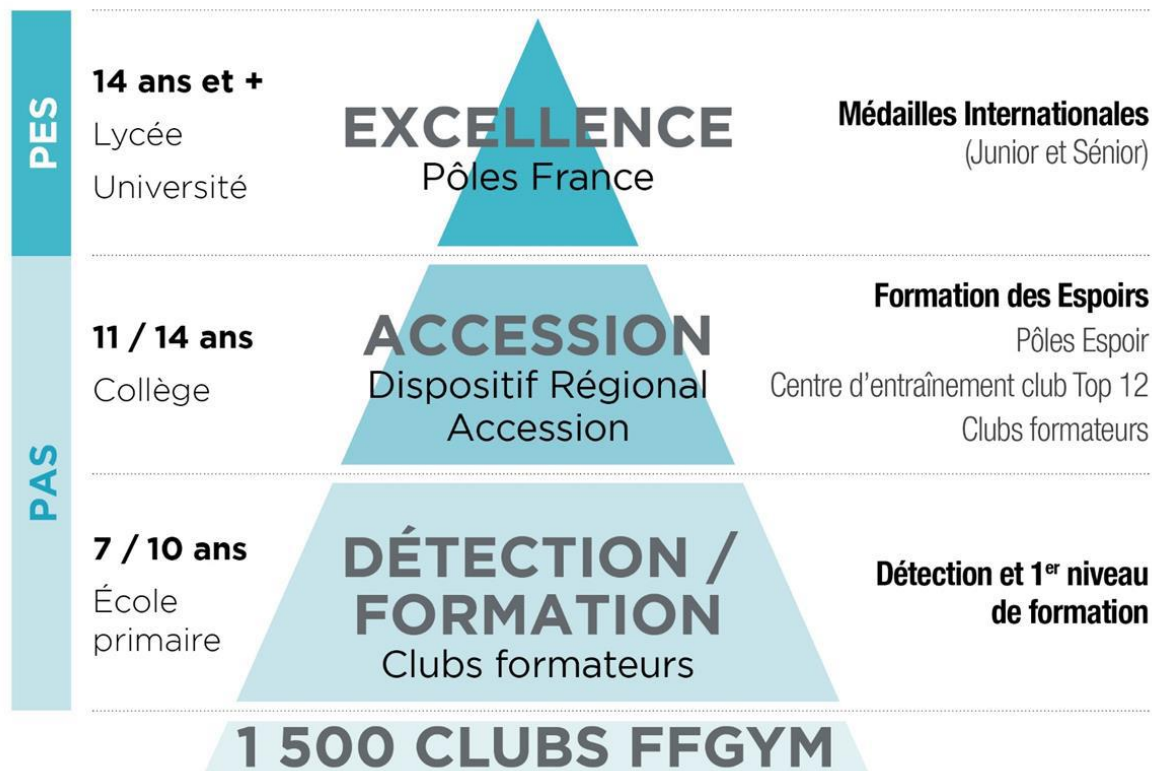 PES
14 ans et +
Lycée
Université
EXCELLENCE
Pôles France
Médailles Internationales
(Junior et Sénior)
PAS
11 / 14 ans
Collège
ACCESSION
Dispositif Régional
Accession
Formation des Espoirs
Pôles Espoir
Centre d'entraînement club Top 12
Clubs formateurs
7 / 10 ans
École
primaire
DÉTECTION /
FORMATION
Clubs formateurs
Détection et 1er niveau
de formation
1 500 CLUBS FFGYM